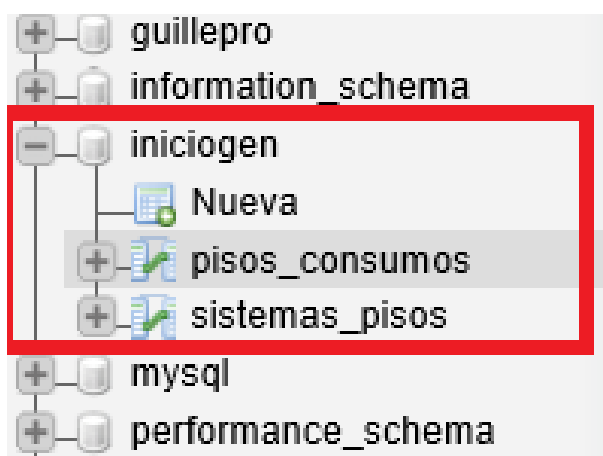 guillepro
information_schema
iniciogen
Nueva
pisos_consumos
sistemas_pisos
mysql
performance_schema